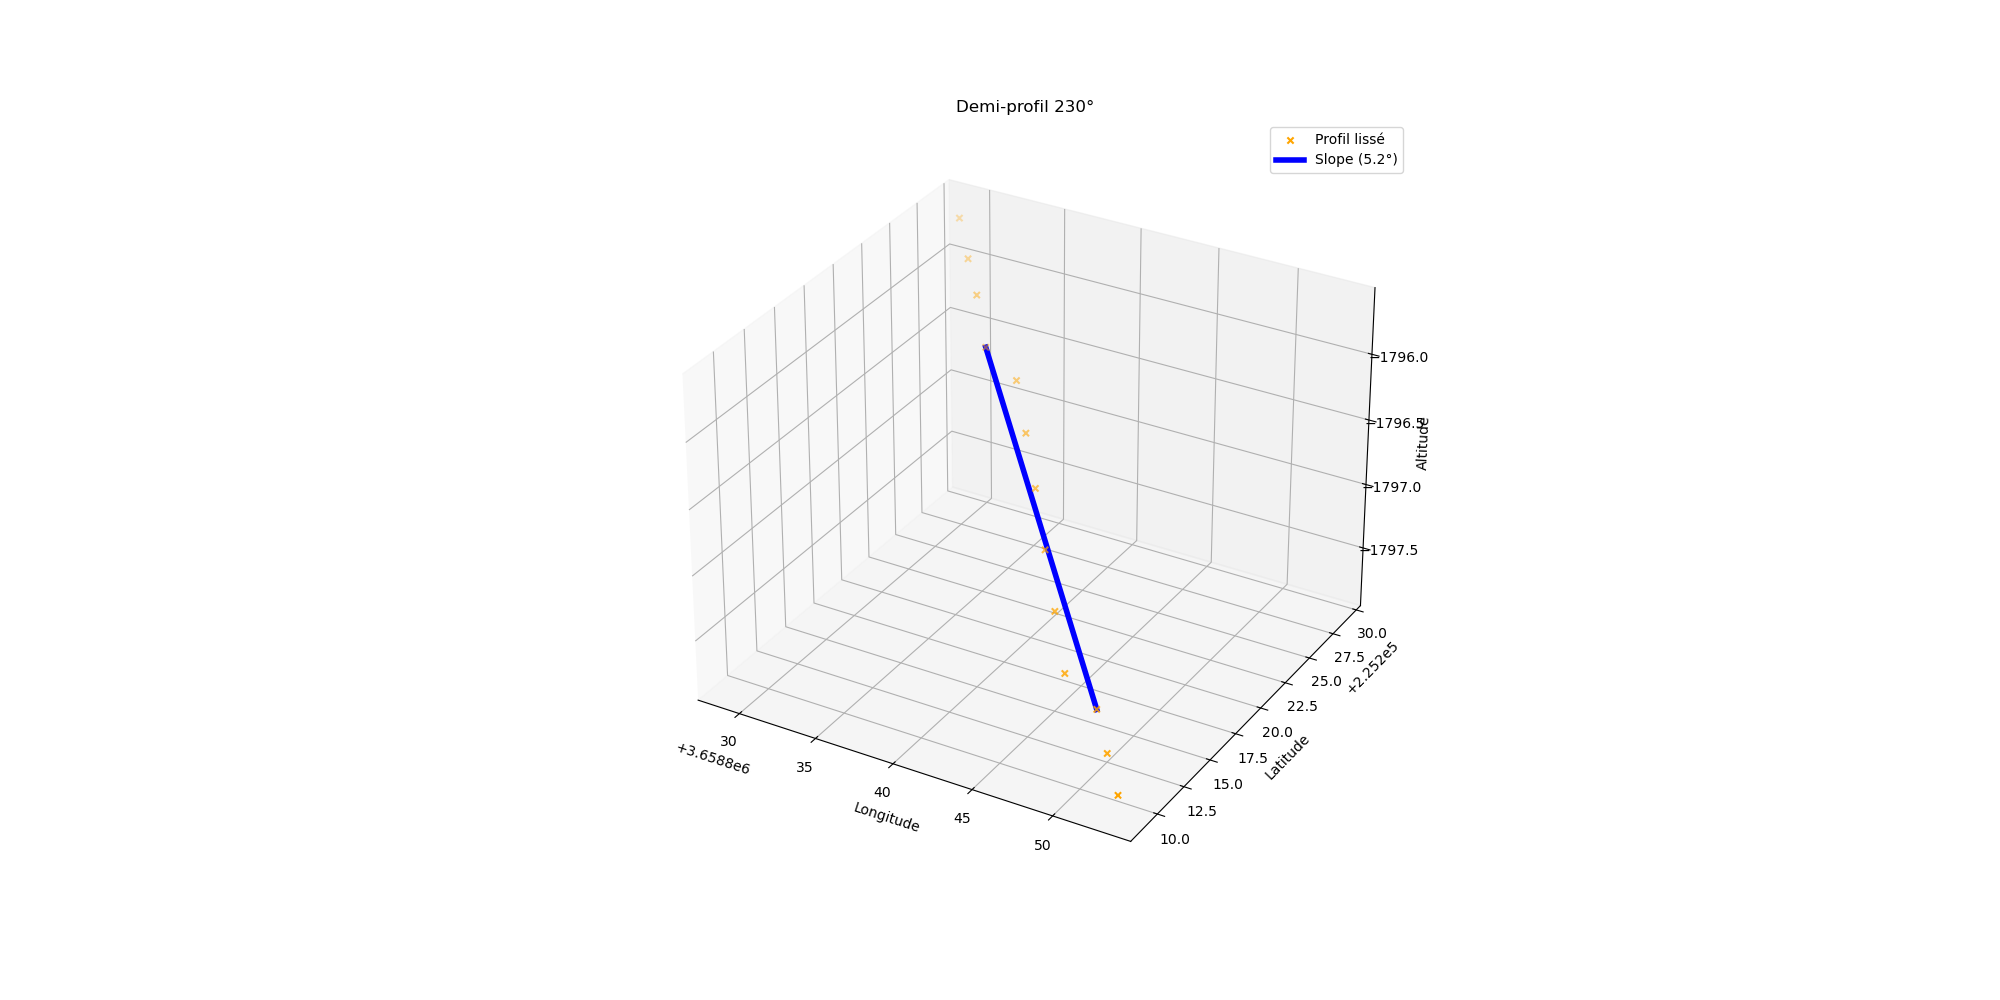 Demi-profil 230°
Profil lissé
Slope (5.2°)
−1796.0
−1796.5
−1797.0
−1797.5
Altitude
30.0
27.5
25.0
22.5
20.0
17.5
15.0
12.5
10.0
+2.252e5
Latitude
30
35
40
45
50
+3.6588e6
Longitude